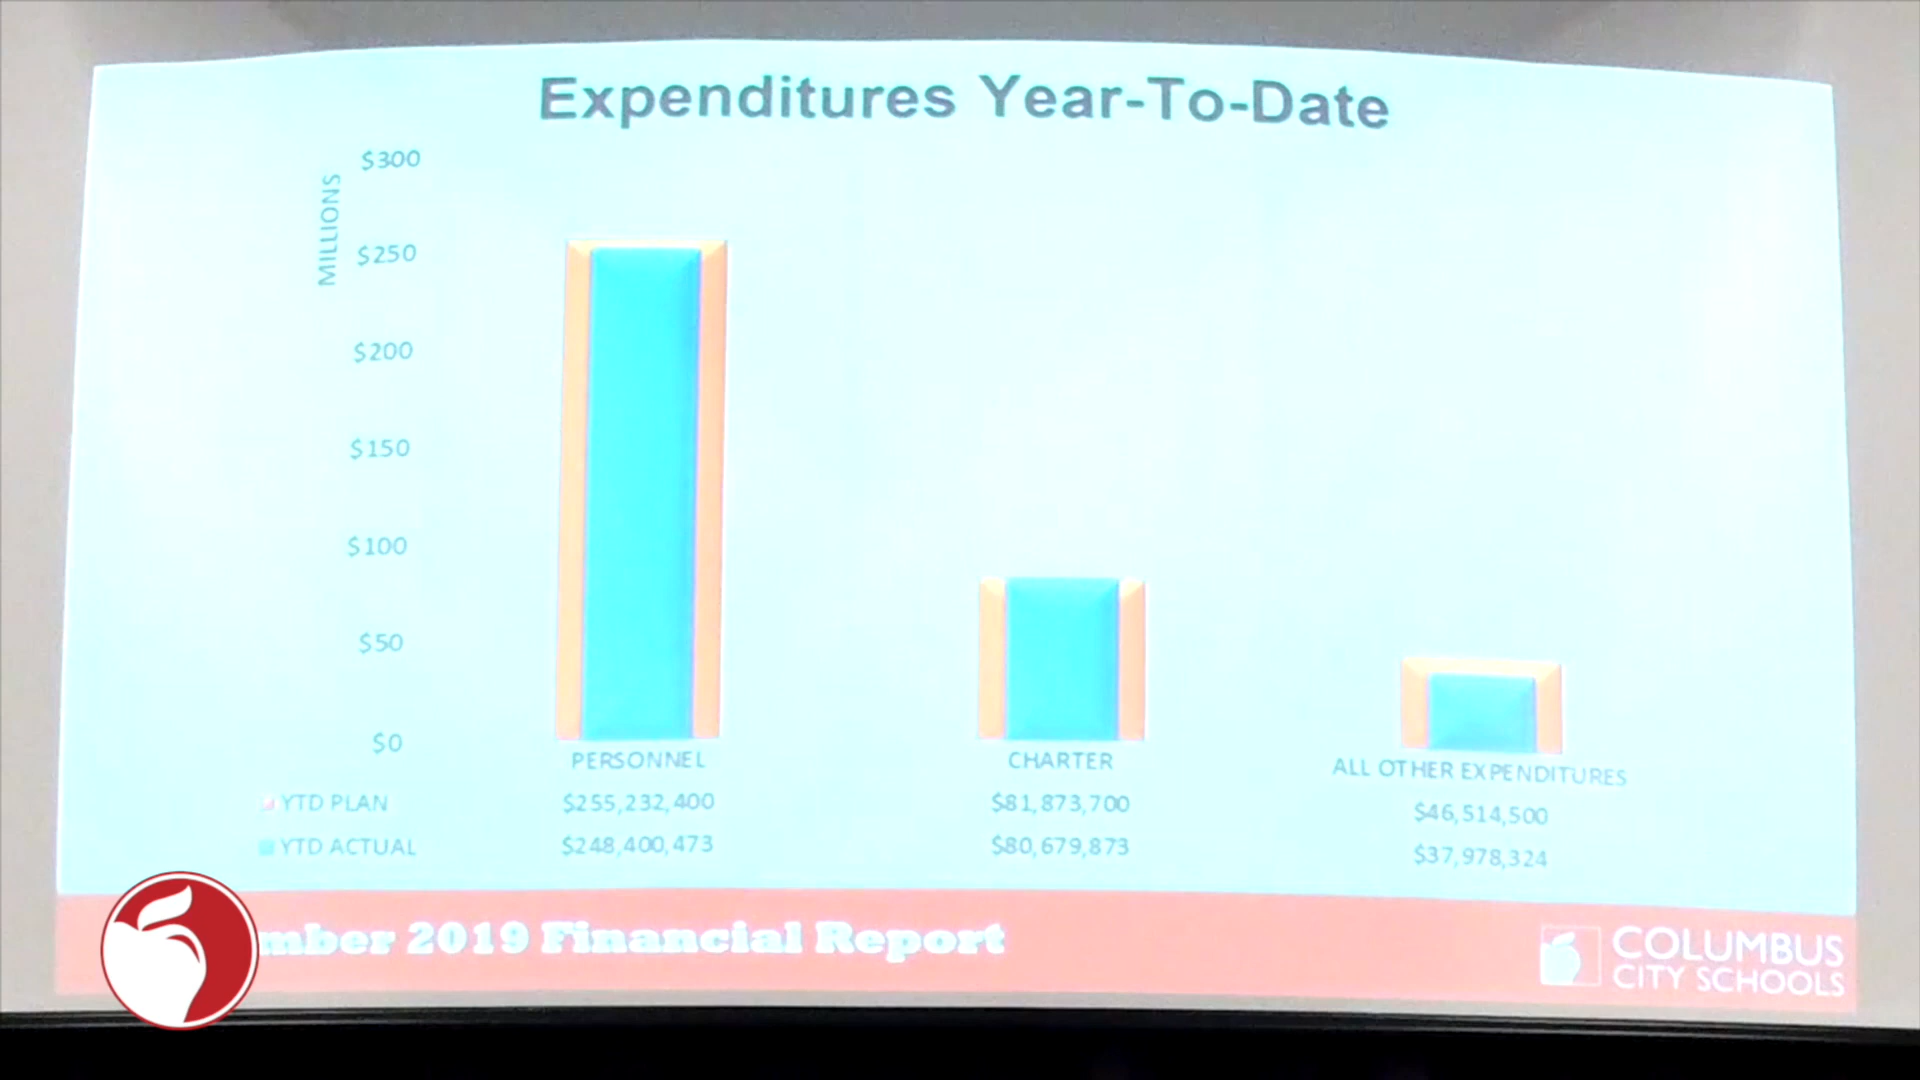 Expenditures Year-To-Date
MILLIONS
$300
$250
$200
$150
$100
$50
$0
PERSONNEL CHARTER ALL OTHER EXPENDITURES
YTD PLAN $255,232,400 $81,873,700 $46,514,500
YTD ACTUAL $248,400,473 $80,679,873 $37,978,324
2019 Financial Report
COLUMBUS
CITY SCHOOLS